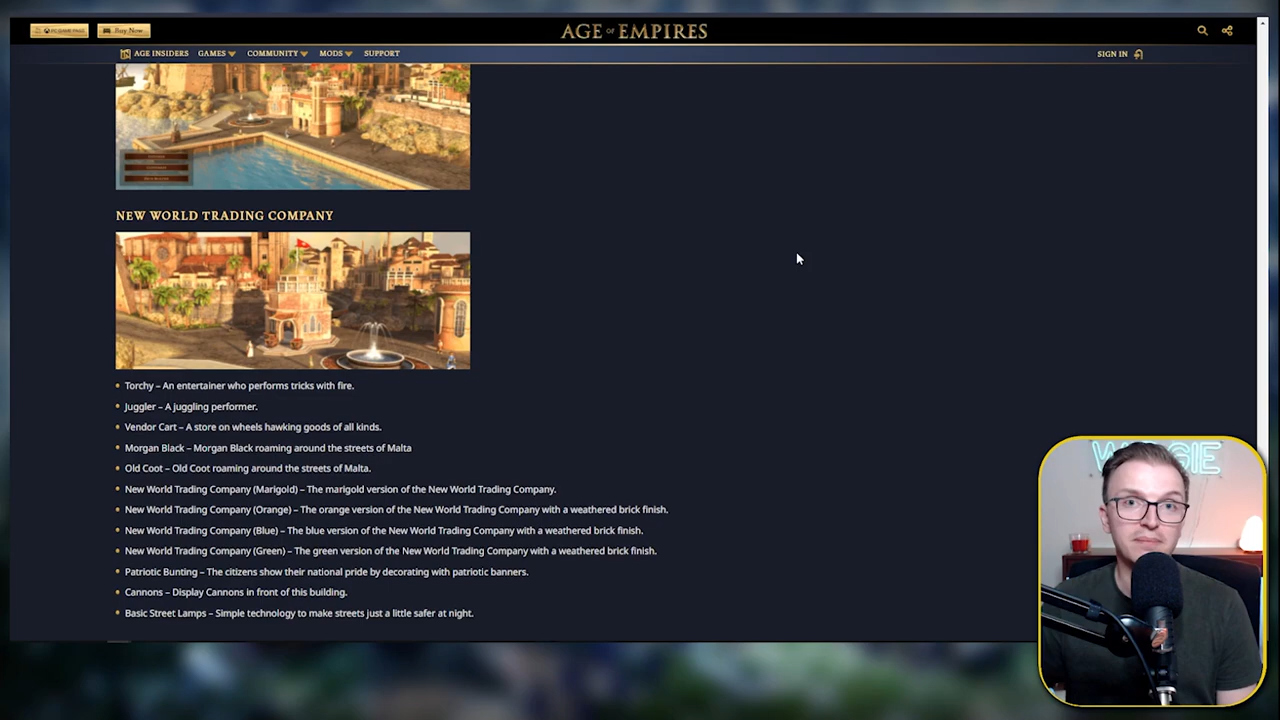 PC GAME PASS
Buy Now
AGE OF EMPIRES
AGE INSIDERS GAMES COMMUNITY MODS SUPPORT
SIGN IN
NEW WORLD TRADING COMPANY
Torchy – An entertainer who performs tricks with fire.
Juggler – A juggling performer.
Vendor Cart – A store on wheels hawking goods of all kinds.
Morgan Black – Morgan Black roaming around the streets of Malta
Old Coot – Old Coot roaming around the streets of Malta.
New World Trading Company (Marigold) – The marigold version of the New World Trading Company.
New World Trading Company (Orange) – The orange version of the New World Trading Company with a weathered brick finish.
New World Trading Company (Blue) – The blue version of the New World Trading Company with a weathered brick finish.
New World Trading Company (Green) – The green version of the New World Trading Company with a weathered brick finish.
Patriotic Bunting – The citizens show their national pride by decorating with patriotic banners.
Cannons – Display Cannons in front of this building.
Basic Street Lamps – Simple technology to make streets just a little safer at night.